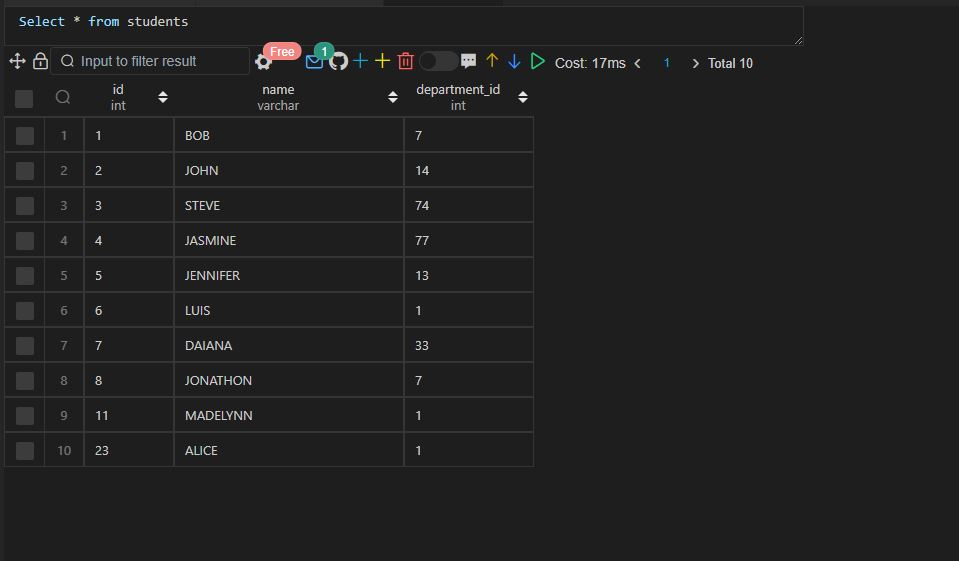 Select * from students
Input to filter result Free 1 Cost: 17ms 1 Total 10
id name department_id
int varchar int
1 1 BOB 7
2 2 JOHN 14
3 3 STEVE 74
4 4 JASMINE 77
5 5 JENNIFER 13
6 6 LUIS 1
7 7 DAIANA 33
8 8 JONATHON 7
9 11 MADELYNN 1
10 23 ALICE 1